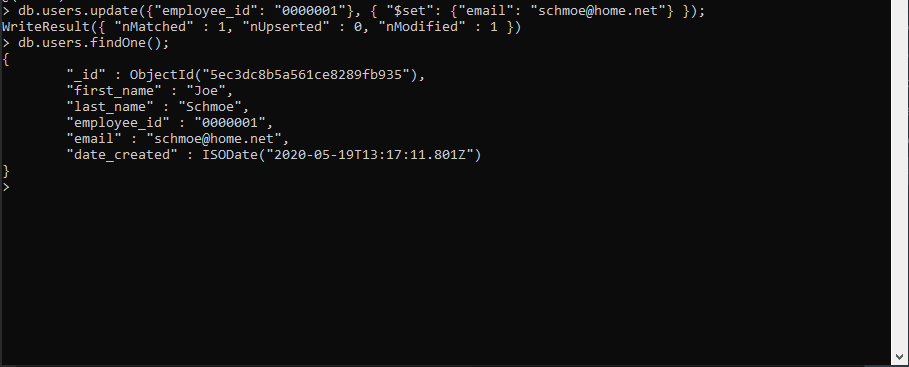 > db.users.update({"employee_id": "0000001"}, { "$set": {"email": "schmoe@home.net"} });
WriteResult({ "nMatched" : 1, "nUpserted" : 0, "nModified" : 1 })
> db.users.findOne();
{
        "_id" : ObjectId("5ec3dc8b5a561ce8289fb935"),
        "first_name" : "Joe",
        "last_name" : "Schmoe",
        "employee_id" : "0000001",
        "email" : "schmoe@home.net",
        "date_created" : ISODate("2020-05-19T13:17:11.801Z")
}
>